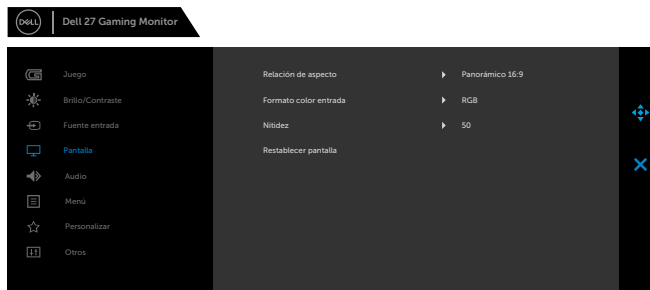 DELL
Dell 27 Gaming Monitor
Juego
Brillo/Contraste
Fuente entrada
Pantalla
Audio
Menú
Personalizar
Otros
Relación de aspecto
Panorámico 16:9
Formato color entrada
RGB
Nitidez
50
Restablecer pantalla